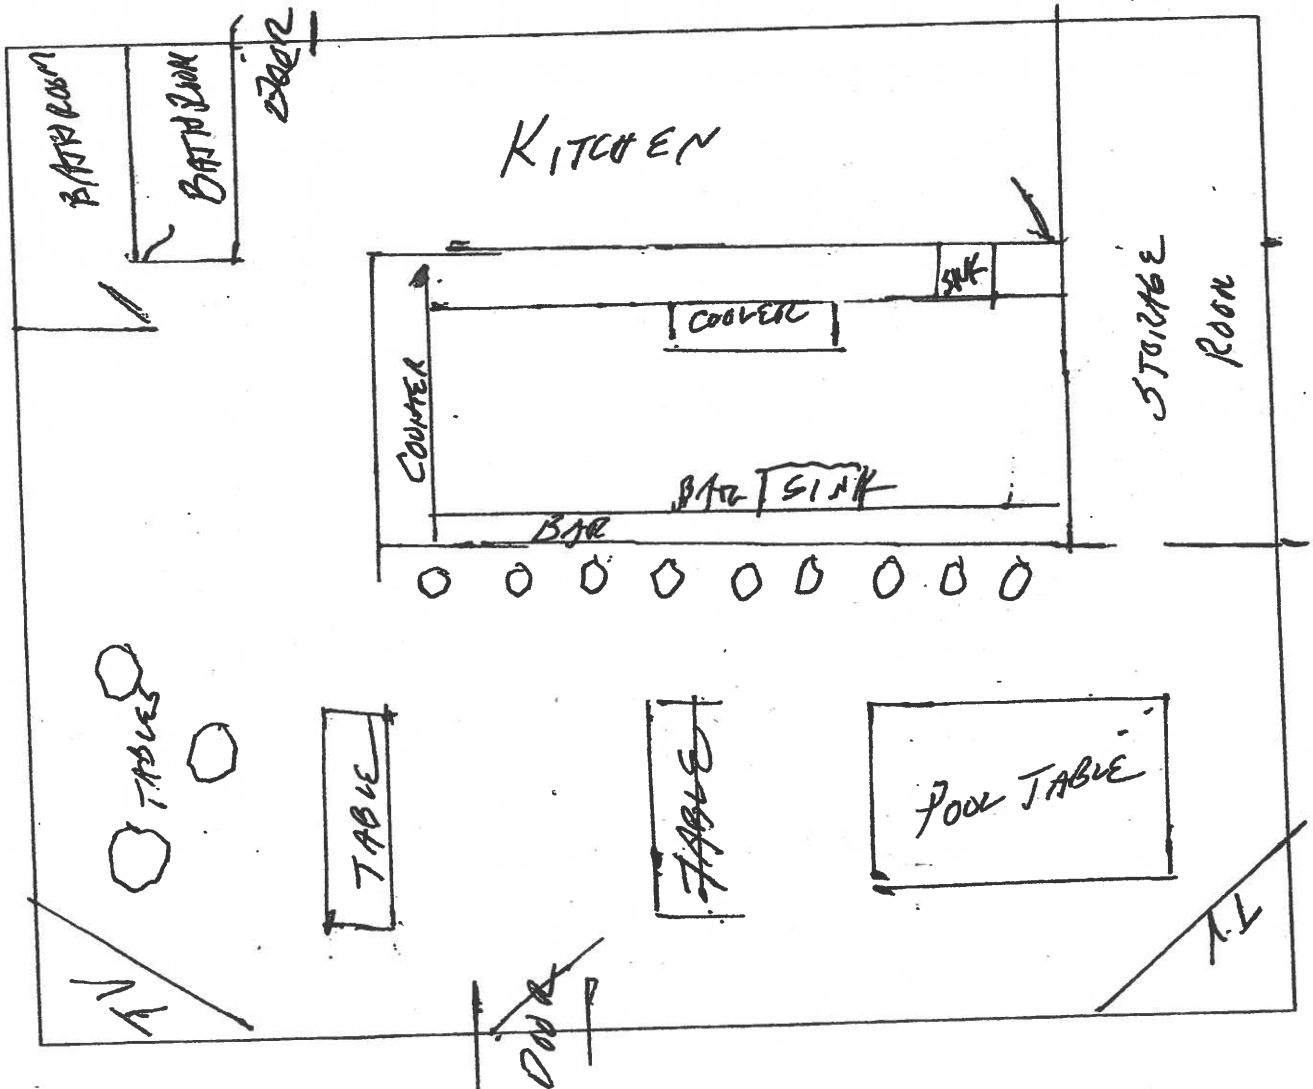 BATHROOM
BATHROOM
DOOR
KITCHEN
STORAGE
ROOM
SINK
COOLER
COUNTER
BAR SINK
BAR
TABLES
TABLE
TABLE
POOL TABLE
TV
TV
DOOR